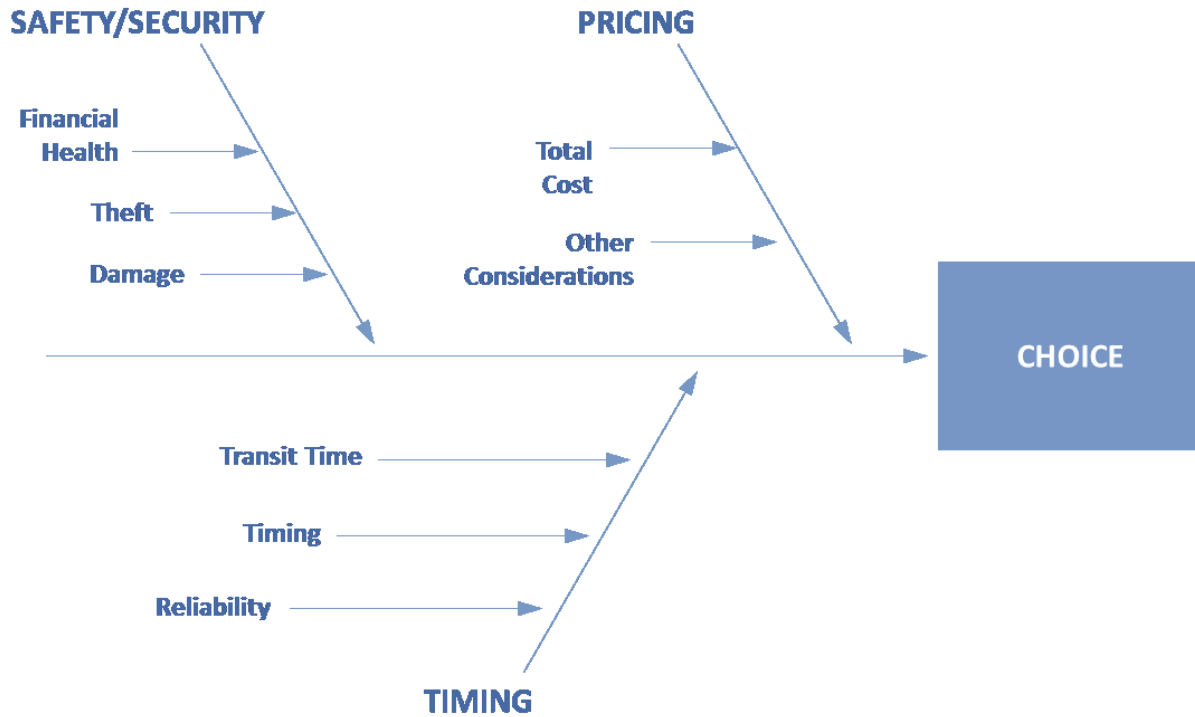 SAFETY/SECURITY
PRICING
Financial
Health
Theft
Damage
Total
Cost
Other
Considerations
CHOICE
Transit Time
Timing
Reliability
TIMING